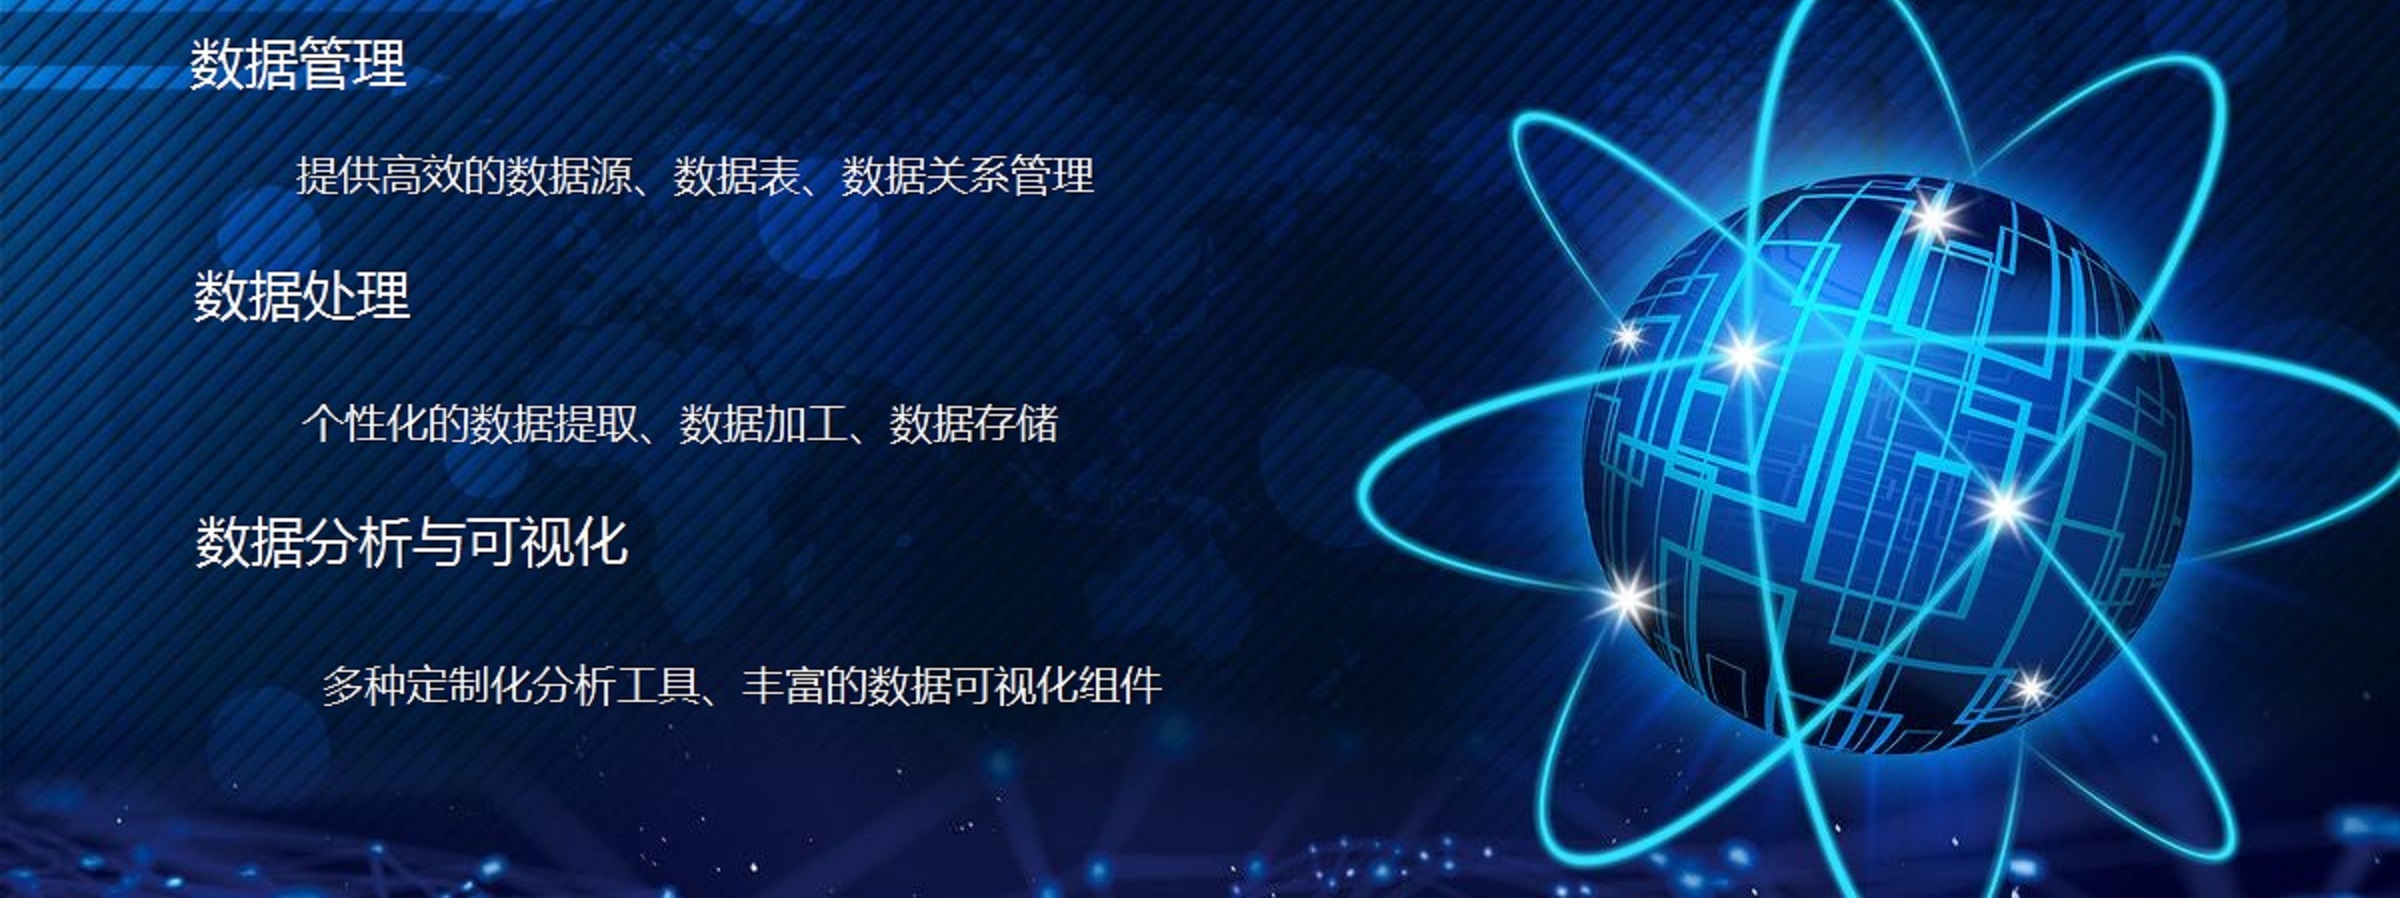 数据管理
提供高效的数据源、数据表、数据关系管理
数据处理
个性化的数据提取、数据加工、数据存储
数据分析与可视化
多种定制化分析工具、丰富的数据可视化组件